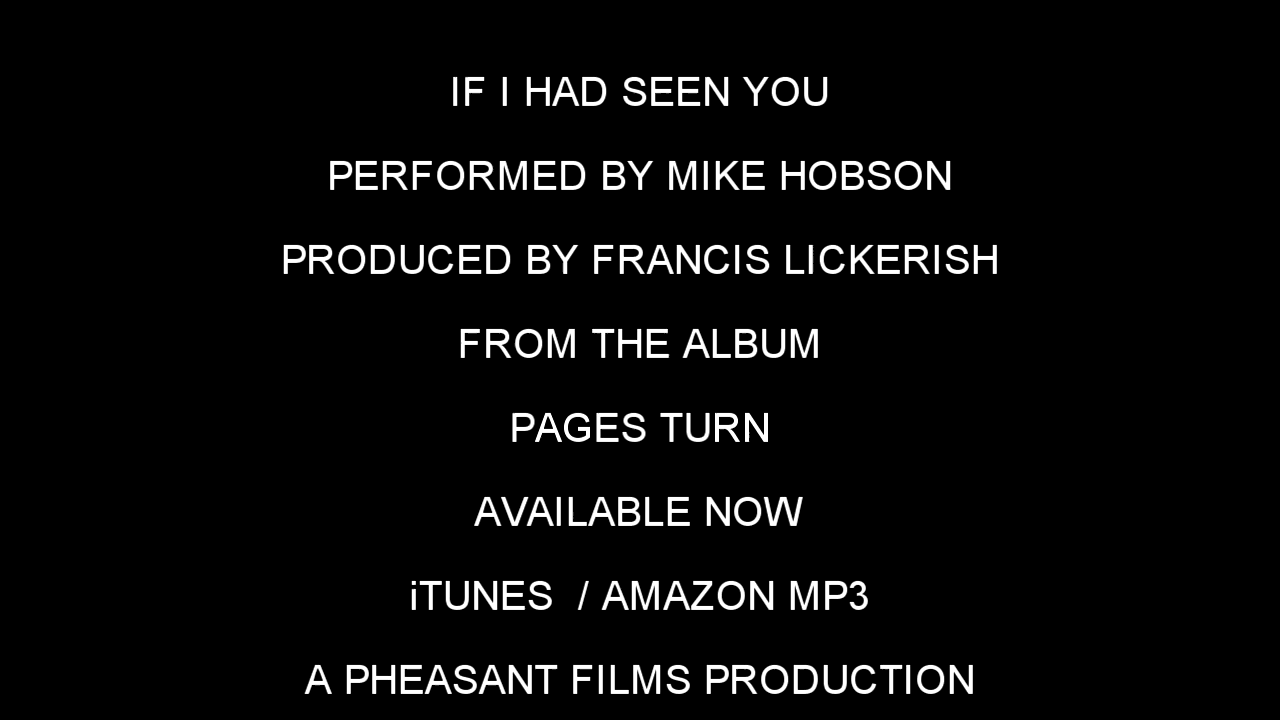 IF I HAD SEEN YOU
PERFORMED BY MIKE HOBSON
PRODUCED BY FRANCIS LICKERISH
FROM THE ALBUM
PAGES TURN
AVAILABLE NOW
iTUNES  / AMAZON MP3
A PHEASANT FILMS PRODUCTION